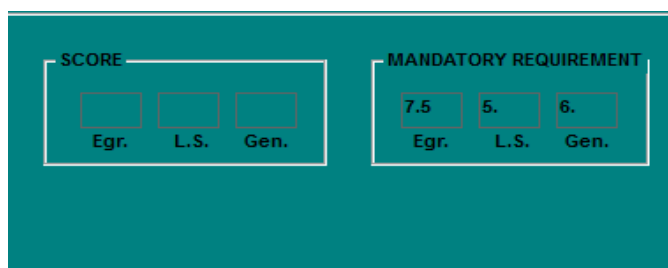 SCORE
Egr. L.S. Gen.
MANDATORY REQUIREMENT
7.5 5. 6.
Egr. L.S. Gen.